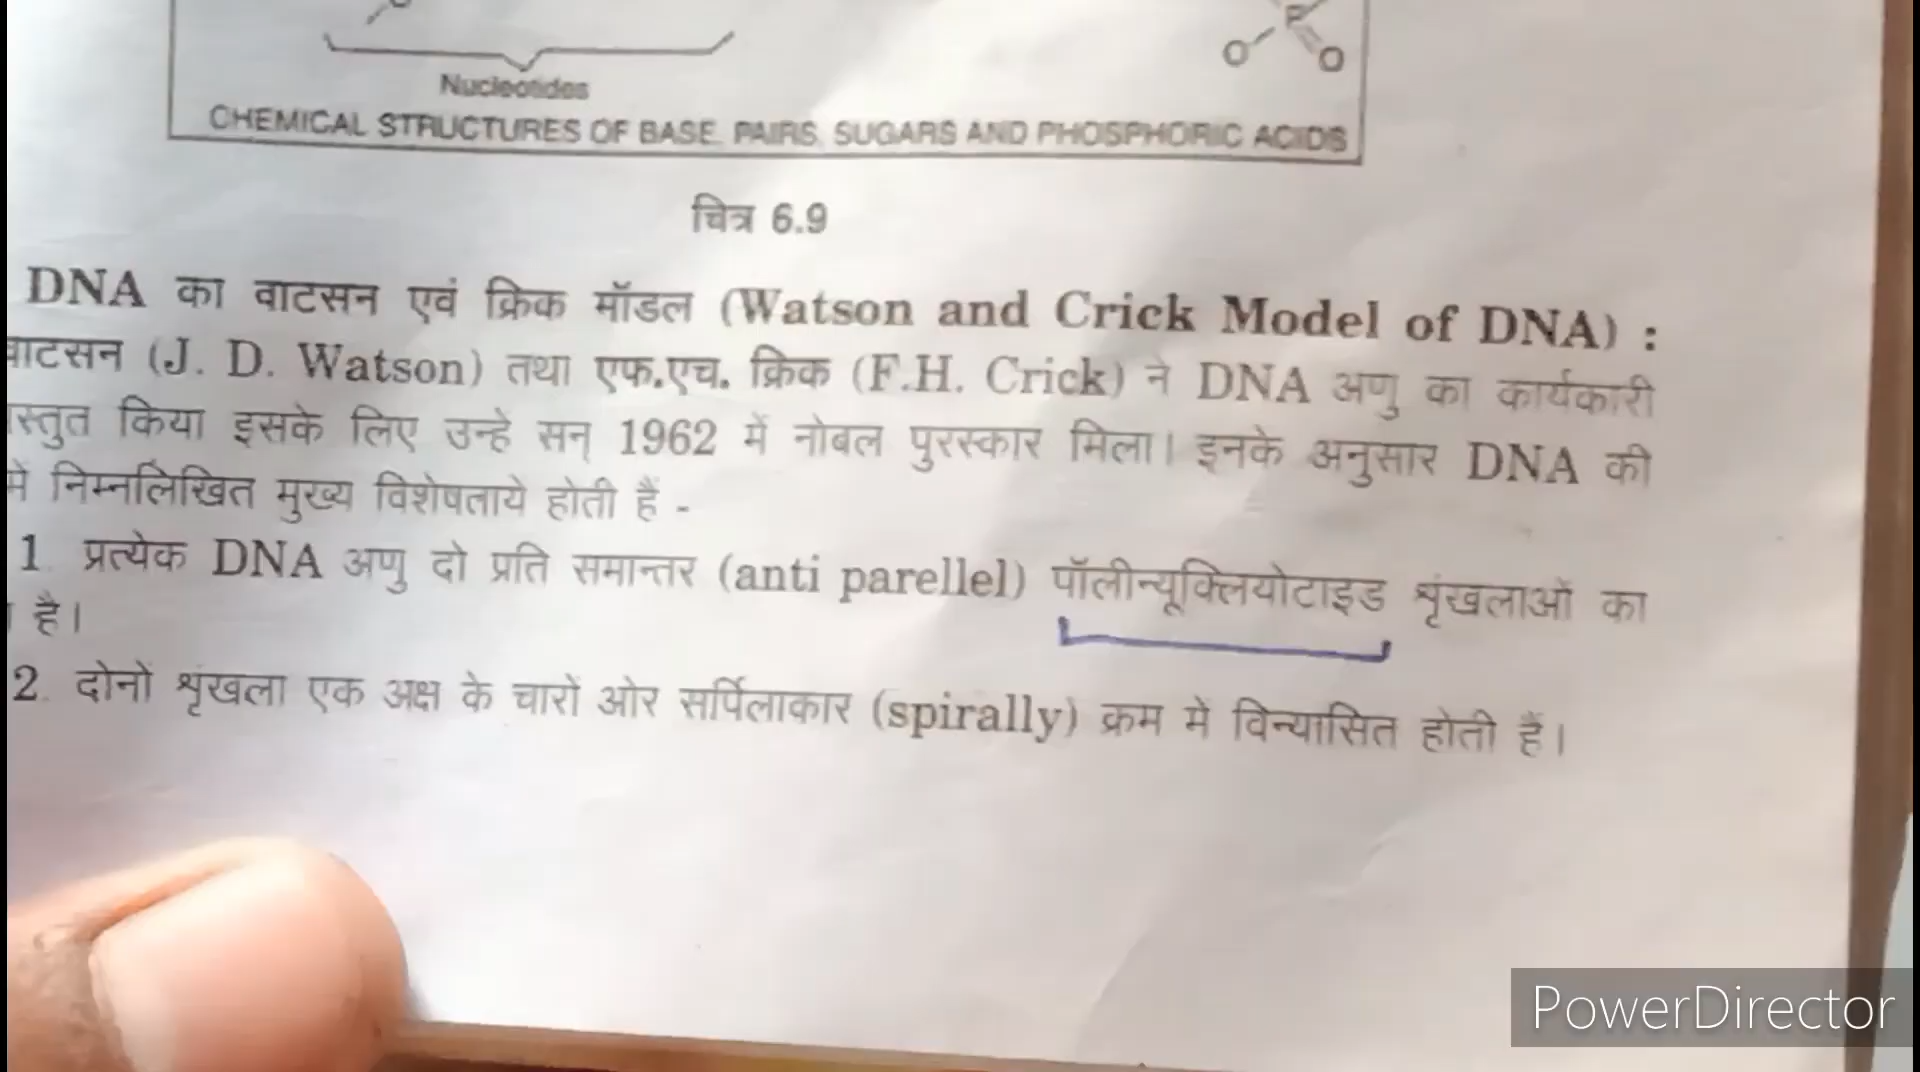 P
O
O
Nucleotides
CHEMICAL STRUCTURES OF BASE PAIRS SUGARS AND PHOSPHORIC ACIDS
चित्र 6.9
DNA का वाटसन एवं क्रिक मॉडल (Watson and Crick Model of DNA) :
वाटसन (J. D. Watson) तथा एफ.एच. क्रिक (F.H. Crick) ने DNA अणु का कार्यकारी
किया इसके लिए उन्हे सन् 1962 में नोबल पुरस्कार मिला। इनके अनुसार DNA की
में निम्नलिखित मुख्य विशेषताये होती हैं -
1. प्रत्येक DNA अणु दो प्रति समान्तर (anti parellel) पॉलीन्यूक्लियोटाइड शृंखलाओं का
है।
2. दोनों शृंखला एक अक्ष के चारों ओर सर्पिलाकार (spirally) क्रम में विन्यासित होती हैं।
PowerDirector